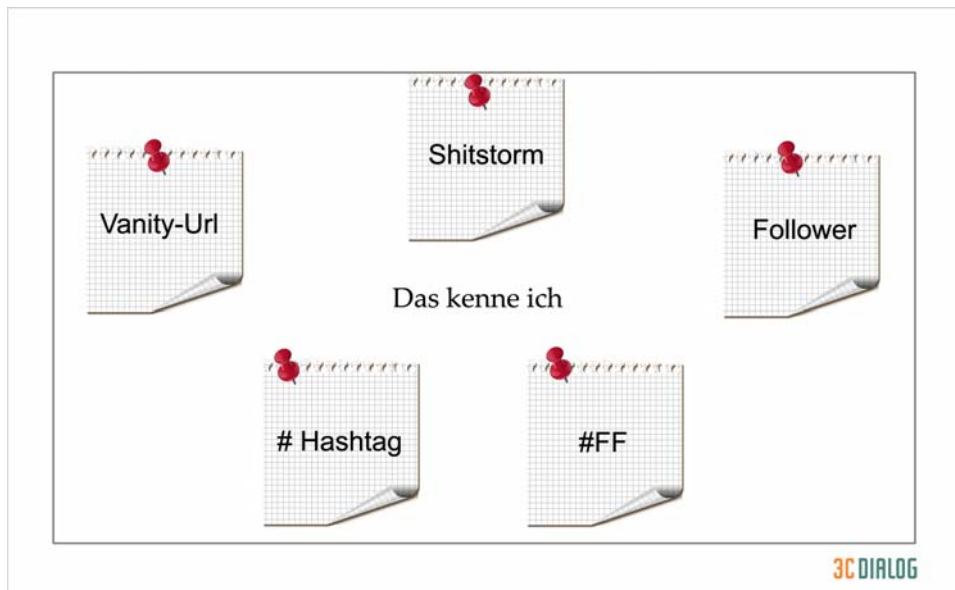 Shitstorm
Vanity-Url
Follower
Das kenne ich
# Hashtag
#FF
3C DIALOG